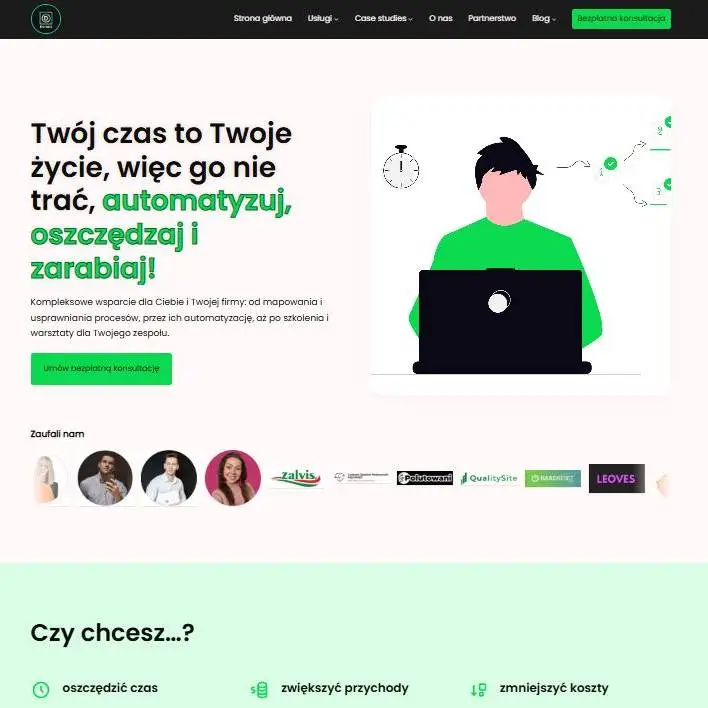 Strona główna Usługi Case studies O nas Partnerstwo Blog Bezpłatna konsultacja
Twój czas to Twoje
życie, więc go nie
trać, automatyzuj,
oszczędzaj i
zarabiaj!
Kompleksowe wsparcie dla Ciebie i Twojej firmy: od mapowania i
usprawniania procesów, przez ich automatyzację, aż po szkolenia i
warsztaty dla Twojego zespołu.
Umów bezpłatną konsultację
1
2
3
Zaufali nam
zalvis
Polutowani
QualitySite
LEOVES
Czy chcesz...?
oszczędzić czas
$ zwiększyć przychody
zmniejszyć koszty